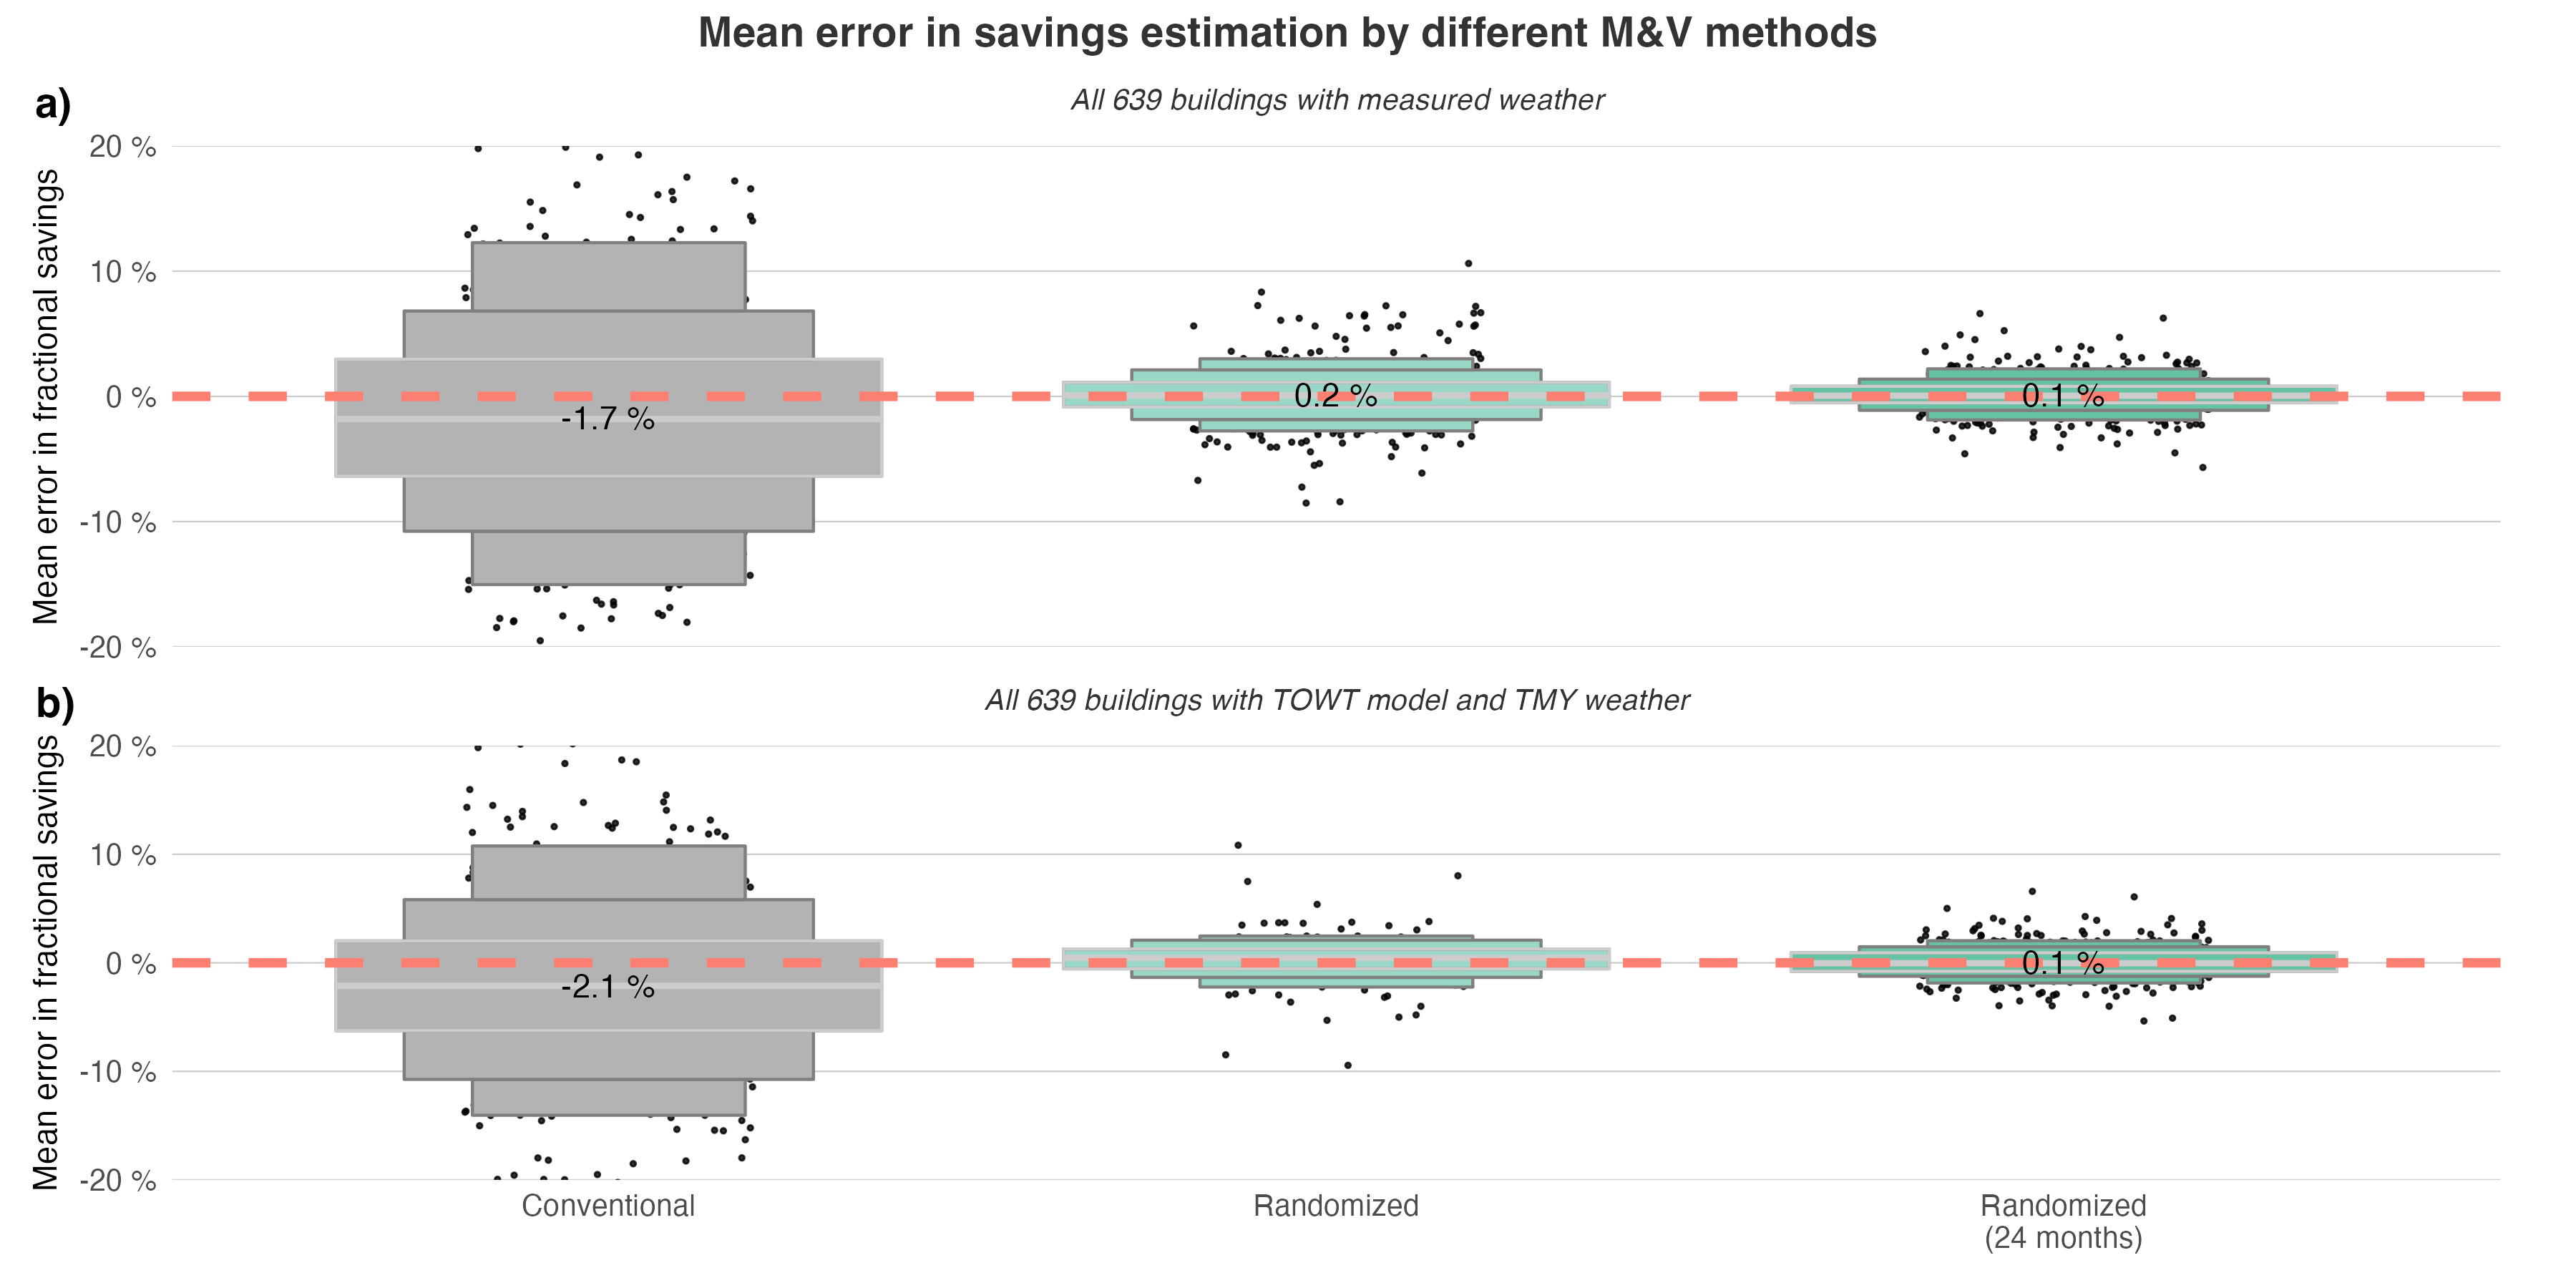 Mean error in savings estimation by different M&V methods
a)
All 639 buildings with measured weather
Mean error in fractional savings
20 %
10 %
0 %
-10 %
-20 %
-1.7 %
0.2 %
0.1 %
b)
All 639 buildings with TOWT model and TMY weather
Mean error in fractional savings
20 %
10 %
0 %
-10 %
-20 %
-2.1 %
0.1 %
Conventional
Randomized
Randomized
(24 months)